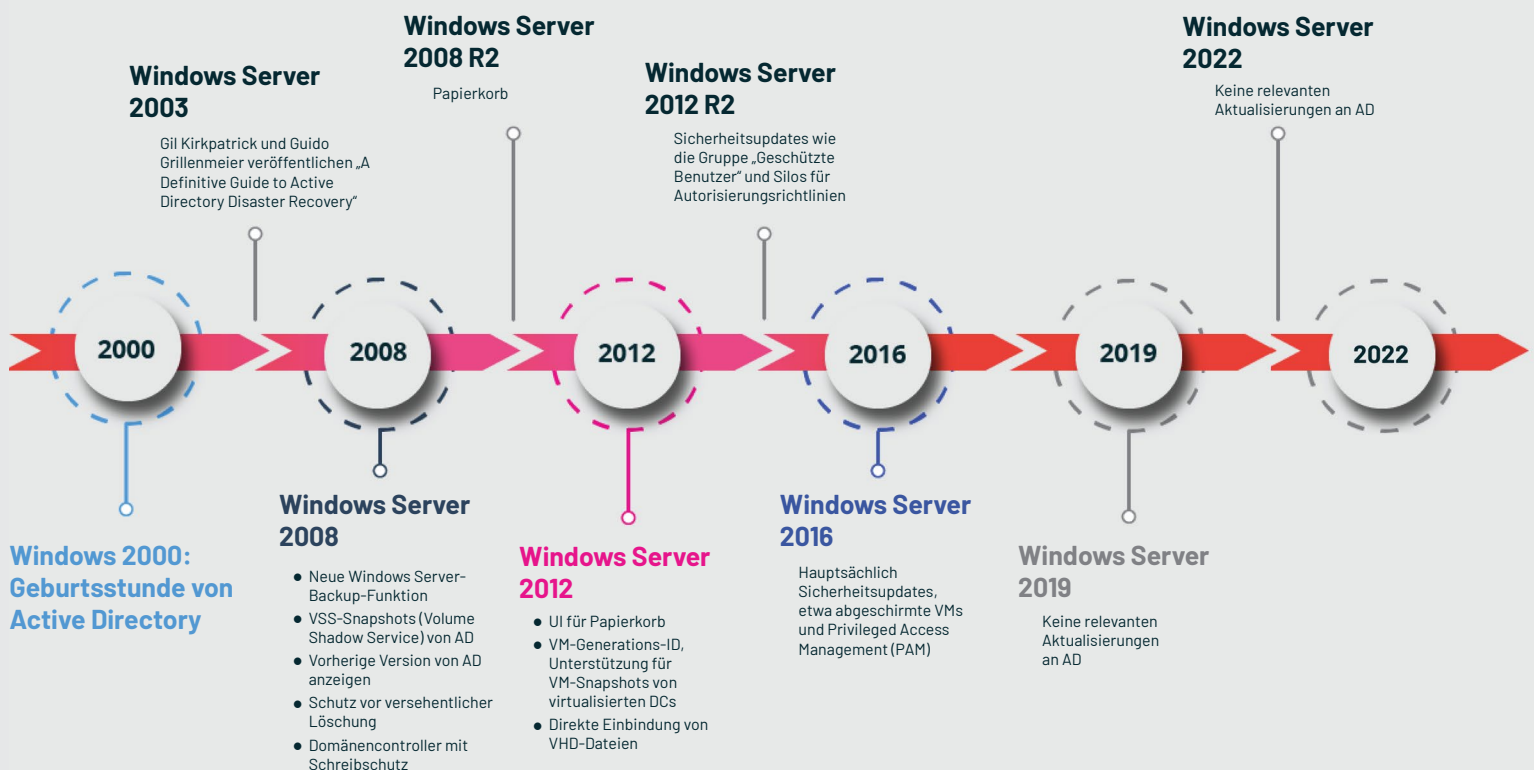 Windows Server
2003
Gil Kirkpatrick und Guido
Grillenmeier veröffentlichen „A
Definitive Guide to Active
Directory Disaster Recovery“
Windows Server
2008 R2
Papierkorb
Windows Server
2012 R2
Sicherheitsupdates wie
die Gruppe „Geschützte
Benutzer“ und Silos für
Autorisierungsrichtlinien
Windows Server
2022
Keine relevanten
Aktualisierungen an AD
2000
2008
2012
2016
2019
2022
Windows 2000:
Geburtsstunde von
Active Directory
Windows Server
2008
● Neue Windows Server-
Backup-Funktion
● VSS-Snapshots (Volume
Shadow Service) von AD
● Vorherige Version von AD
anzeigen
● Schutz vor versehentlicher
Löschung
● Domänencontroller mit
Schreibschutz
Windows Server
2012
● UI für Papierkorb
● VM-Generations-ID,
Unterstützung für
VM-Snapshots von
virtualisierten DCs
● Direkte Einbindung von
VHD-Dateien
Windows Server
2016
Hauptsächlich
Sicherheitsupdates,
etwa abgeschirmte VMs
und Privileged Access
Management (PAM)
Windows Server
2019
Keine relevanten
Aktualisierungen
an AD